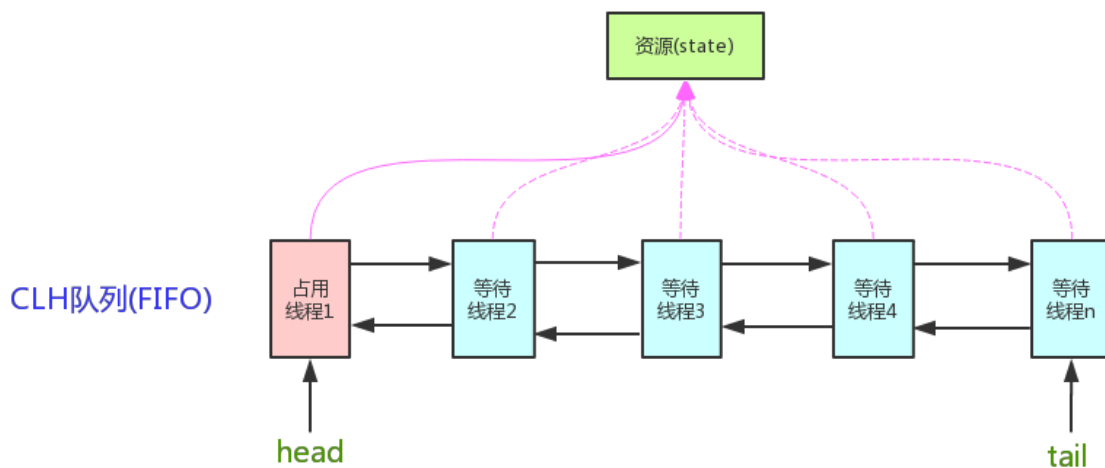 资源(state)
占用
线程1
等待
线程2
等待
线程3
等待
线程4
等待
线程n
CLH队列(FIFO)
head
tail